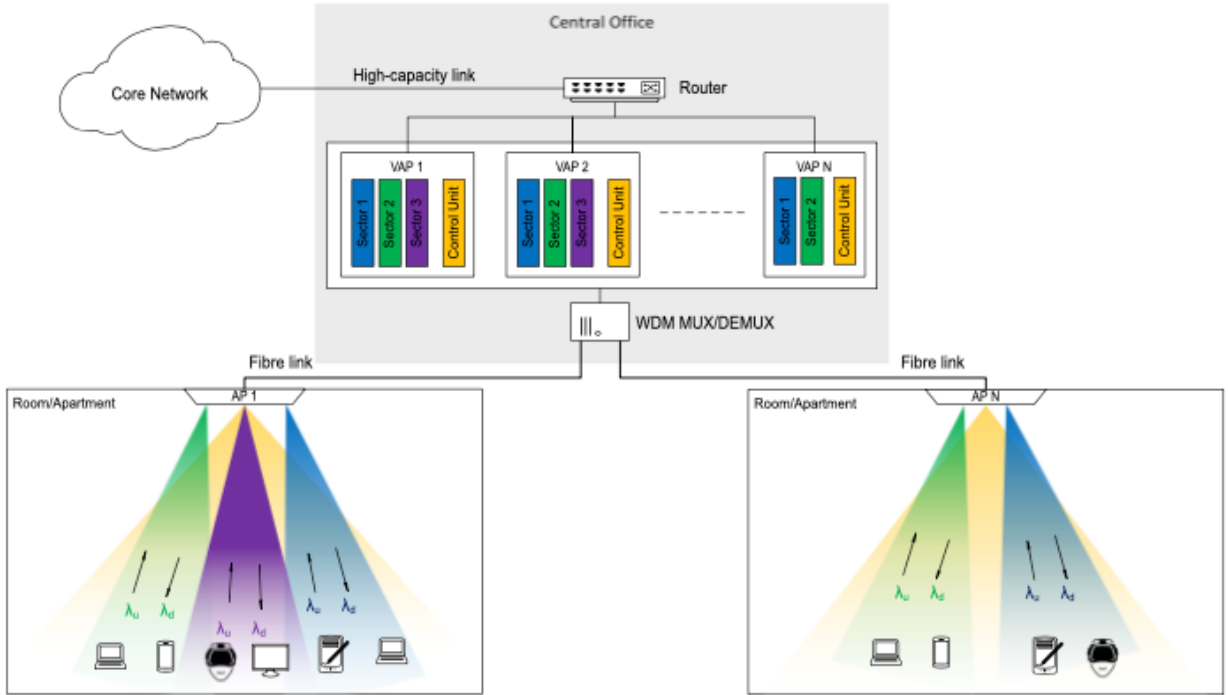 Central Office
Core Network
High-capacity link
Router
VAP 1
VAP 2
VAP N
Sector 1
Sector 2
Sector 3
Control Unit
Sector 1
Sector 2
Sector 3
Control Unit
Sector 1
Sector 2
Control Unit
WDM MUX/DEMUX
Fibre link
Fibre link
Room/Apartment
AP 1
Room/Apartment
AP N
λu
λd
λu
λd
λu
λd
λu
λd
λu
λd